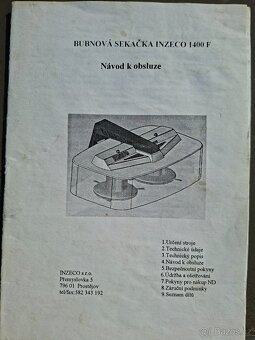 BUBNOVÁ SEKAČKA INZECO 1400 F
Návod k obsluze
1.Určení stroje
2.Technické údaje
3.Technický popis
4.Návod k obsluze
5.Bezpečnostní pokyny
6.Údržba a ošetřování
7.Pokyny pro nákup ND
8.Záruční podmínky
9.Seznam dílů
INZECO s.r.o.
Přemyslovka 5
796 01 Prostějov
tel/fax:582 343 192